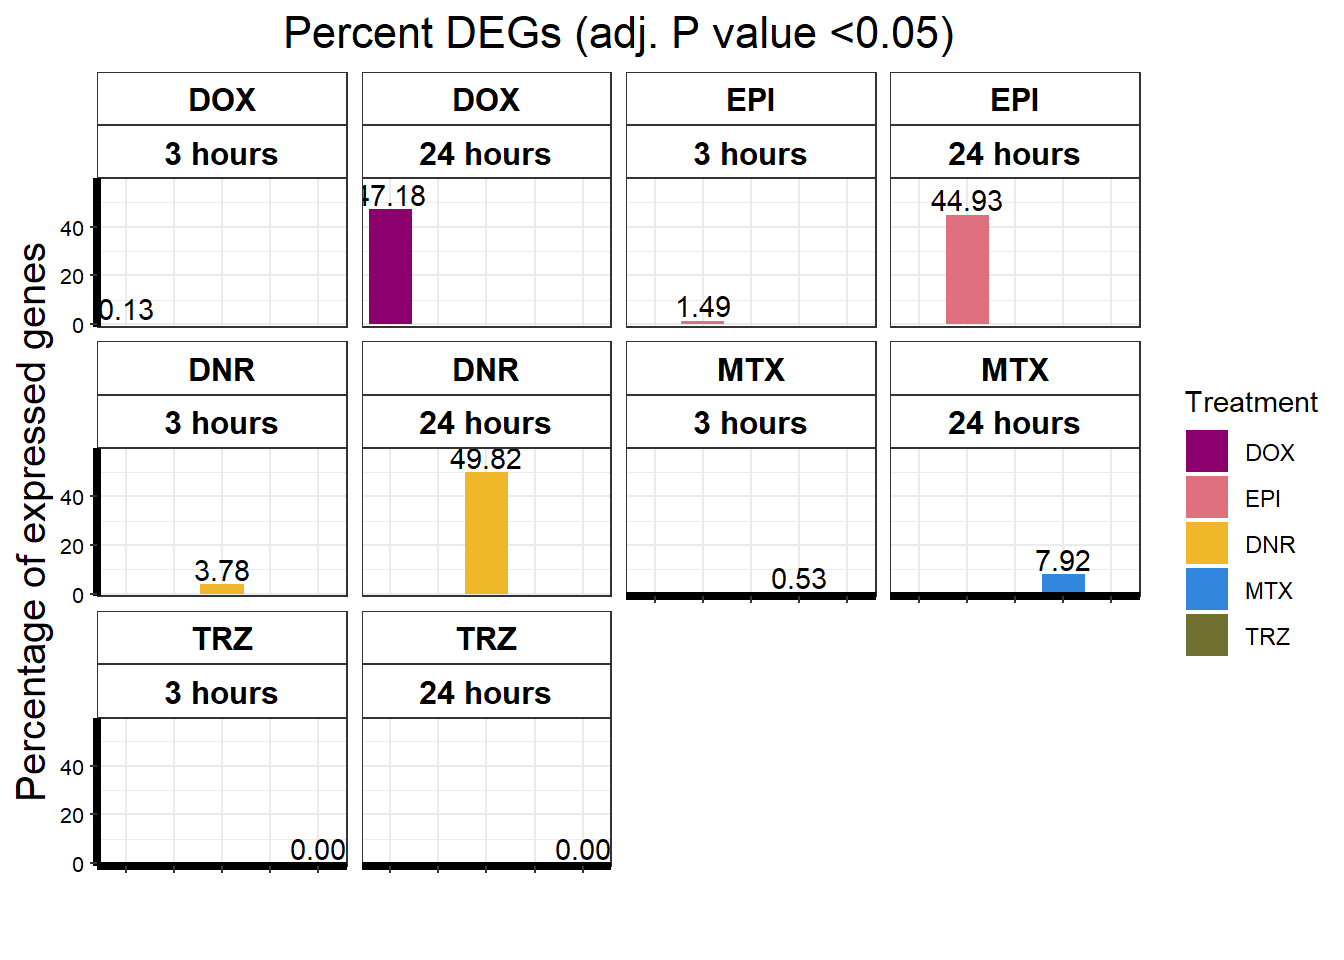 Percent DEGs (adj. P value <0.05)
DOX
DOX
EPI
EPI
3 hours
24 hours
3 hours
24 hours
0.13
47.18
1.49
44.93
40
20
0
DNR
DNR
MTX
MTX
3 hours
24 hours
3 hours
24 hours
3.78
49.82
0.53
7.92
40
20
0
TRZ
TRZ
3 hours
24 hours
0.00
0.00
40
20
0
Percentage of expressed genes
Treatment
DOX
EPI
DNR
MTX
TRZ